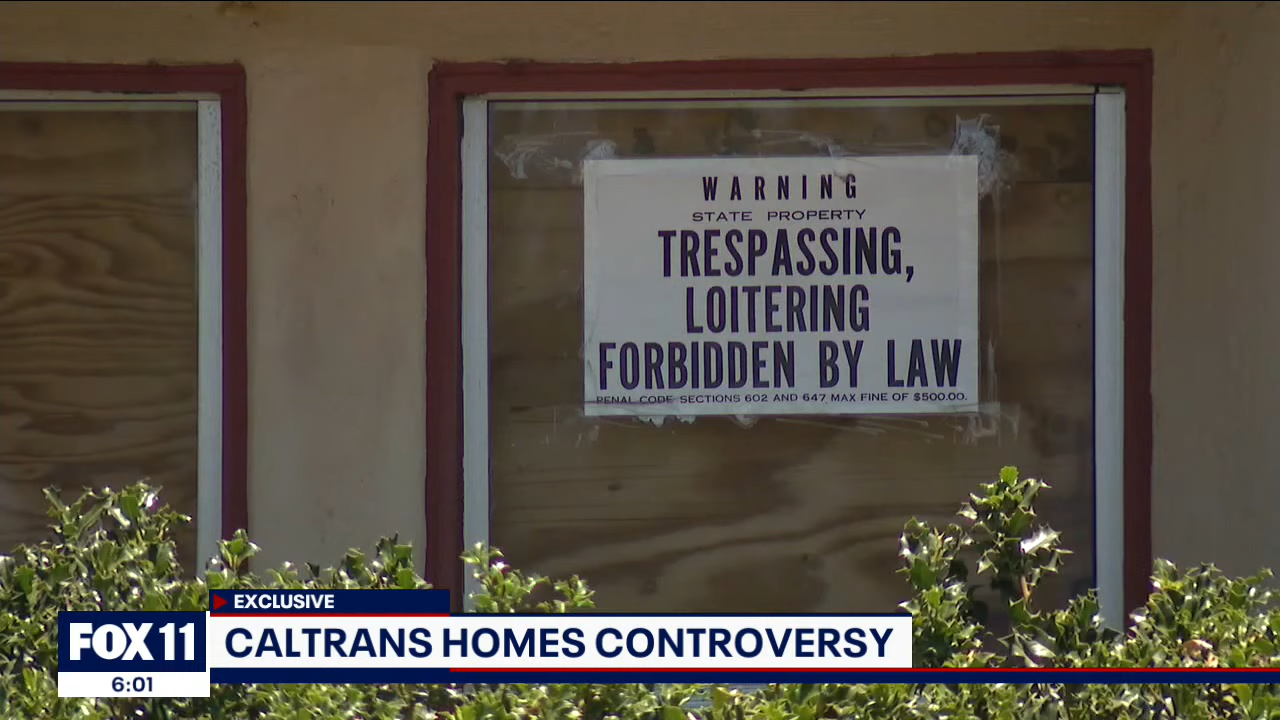 WARNING
STATE PROPERTY
TRESPASSING,
LOITERING
FORBIDDEN BY LAW
PENAL CODE SECTIONS 602 AND 647 MAX FINE OF $500.00.
EXCLUSIVE
FOX 11
CALTRANS HOMES CONTROVERSY
6:01